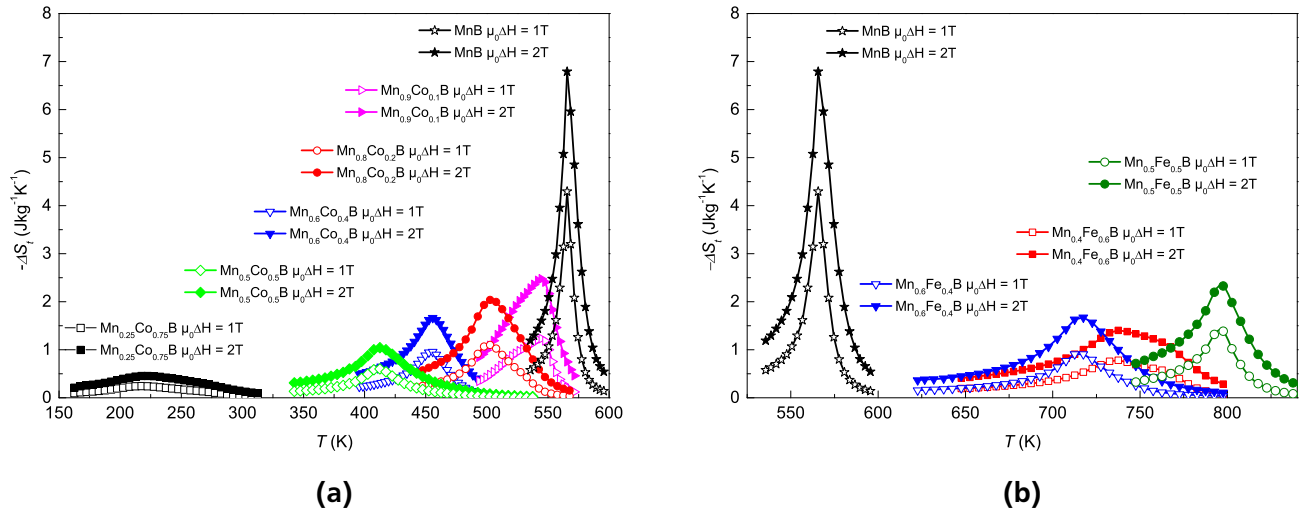 8
7
6
5
4
3
2
1
0
-ΔSₜ (Jkg⁻¹K⁻¹)
MnB μ₀ΔH = 1T
MnB μ₀ΔH = 2T
Mn₀.₉Co₀.₁B μ₀ΔH = 1T
Mn₀.₉Co₀.₁B μ₀ΔH = 2T
Mn₀.₈Co₀.₂B μ₀ΔH = 1T
Mn₀.₈Co₀.₂B μ₀ΔH = 2T
Mn₀.₆Co₀.₄B μ₀ΔH = 1T
Mn₀.₆Co₀.₄B μ₀ΔH = 2T
Mn₀.₅Co₀.₅B μ₀ΔH = 1T
Mn₀.₅Co₀.₅B μ₀ΔH = 2T
Mn₀.₂₅Co₀.₇₅B μ₀ΔH = 1T
Mn₀.₂₅Co₀.₇₅B μ₀ΔH = 2T
150 200 250 300 350 400 450 500 550 600
T (K)
(a)
8
7
6
5
4
3
2
1
0
−ΔSₜ (Jkg⁻¹K⁻¹)
MnB μ₀ΔH = 1T
MnB μ₀ΔH = 2T
Mn₀.₅Fe₀.₅B μ₀ΔH = 1T
Mn₀.₅Fe₀.₅B μ₀ΔH = 2T
Mn₀.₄Fe₀.₆B μ₀ΔH = 1T
Mn₀.₄Fe₀.₆B μ₀ΔH = 2T
Mn₀.₆Fe₀.₄B μ₀ΔH = 1T
Mn₀.₆Fe₀.₄B μ₀ΔH = 2T
550 600 650 700 750 800
T (K)
(b)